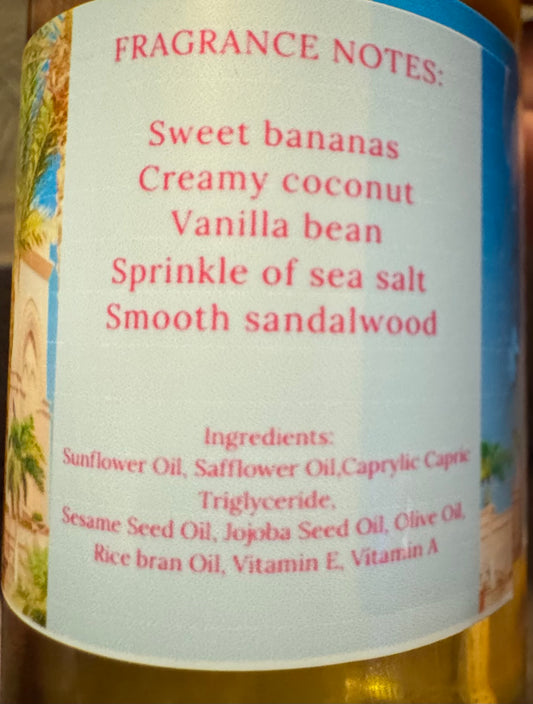 FRAGRANCE NOTES:
Sweet bananas
Creamy coconut
Vanilla bean
Sprinkle of sea salt
Smooth sandalwood
Ingredients:
Sunflower Oil, Safflower Oil,Caprylic Capric
Triglyceride,
Sesame Seed Oil, Jojoba Seed Oil, Olive Oil,
Rice bran Oil, Vitamin E, Vitamin A